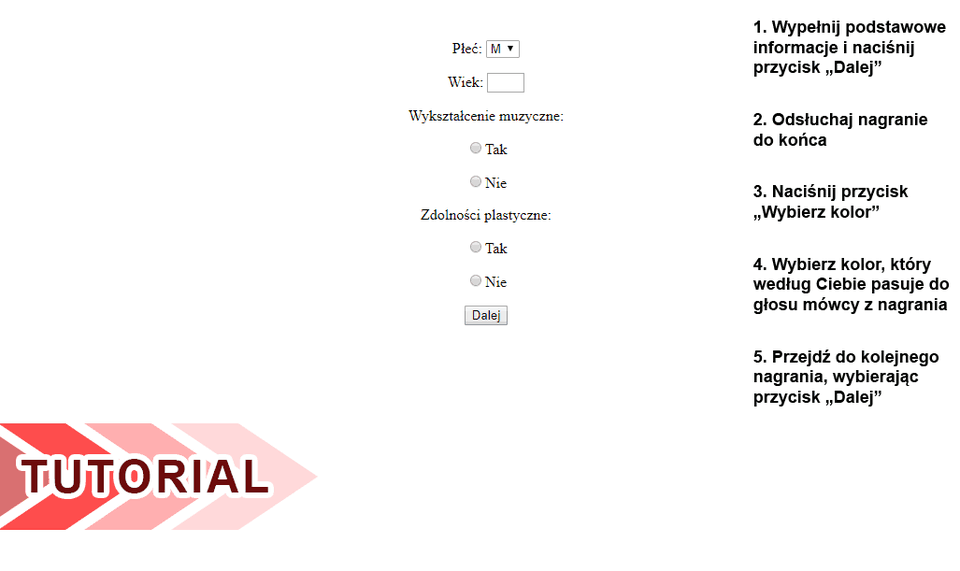 Płeć: M
Wiek:
Wykształcenie muzyczne:
Tak
Nie
Zdolności plastyczne:
Tak
Nie
Dalej
1. Wypełnij podstawowe
informacje i naciśnij
przycisk „Dalej”
2. Odsłuchaj nagranie
do końca
3. Naciśnij przycisk
„Wybierz kolor”
4. Wybierz kolor, który
według Ciebie pasuje do
głosu mówcy z nagrania
5. Przejdź do kolejnego
nagrania, wybierając
przycisk „Dalej”
TUTORIAL